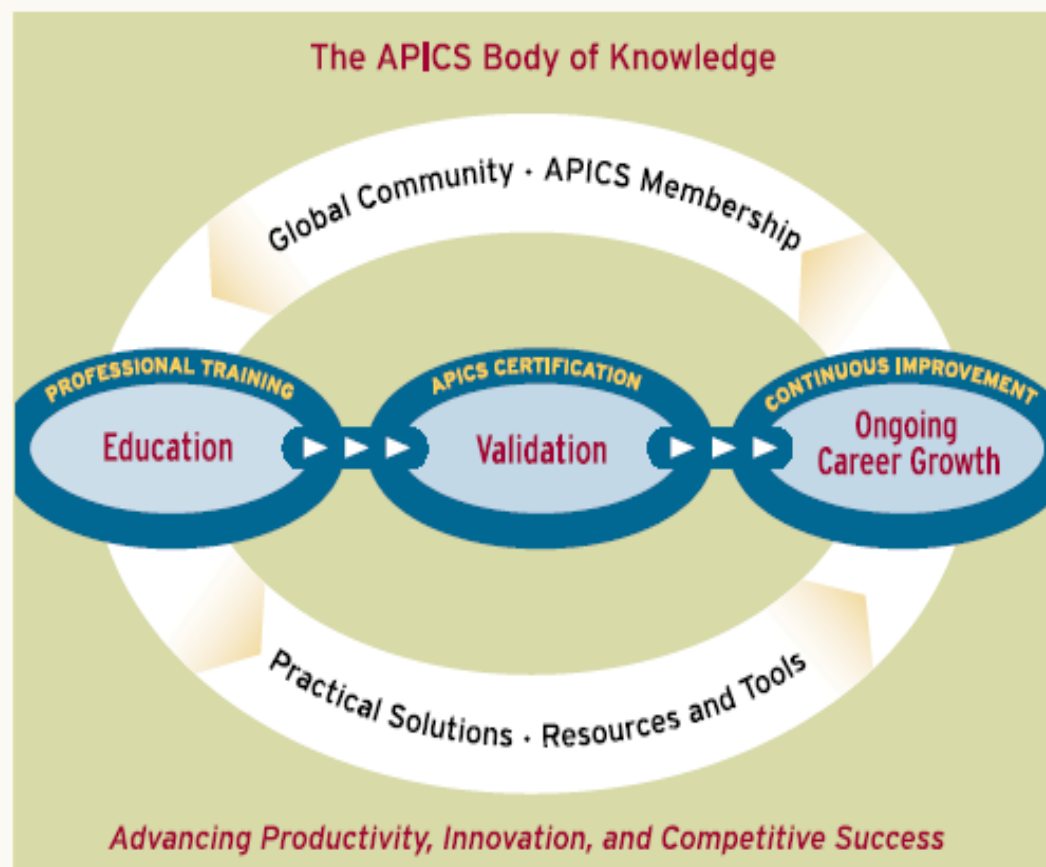 The APICS Body of Knowledge
Global Community · APICS Membership
PROFESSIONAL TRAINING
Education
APICS CERTIFICATION
Validation
CONTINUOUS IMPROVEMENT
Ongoing
Career Growth
Practical Solutions · Resources and Tools
Advancing Productivity, Innovation, and Competitive Success